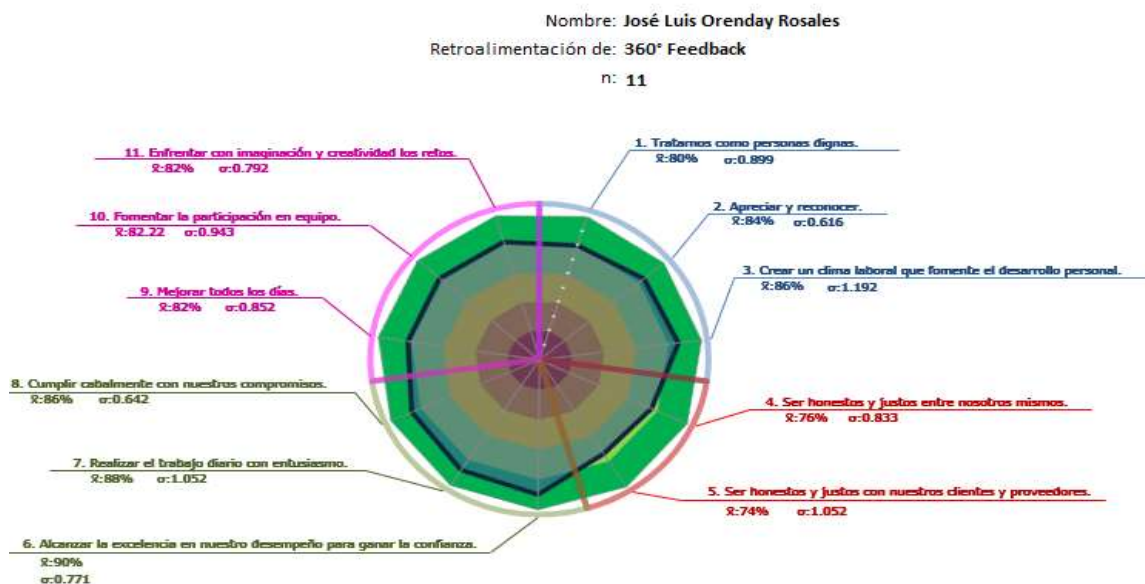 Nombre: José Luis Orenday Rosales
Retroalimentación de: 360° Feedback
n: 11
11. Enfrentar con imaginación y creatividad los retos.
x̄:82% σ:0.792
1. Tratarnos como personas dignas.
x̄:80% σ:0.899
10. Fomentar la participación en equipo.
x̄:82.22 σ:0.943
2. Apreciar y reconocer.
x̄:84% σ:0.616
9. Mejorar todos los días.
x̄:82% σ:0.852
3. Crear un clima laboral que fomente el desarrollo personal.
x̄:86% σ:1.192
8. Cumplir cabalmente con nuestros compromisos.
x̄:86% σ:0.642
4. Ser honestos y justos entre nosotros mismos.
x̄:76% σ:0.833
7. Realizar el trabajo diario con entusiasmo.
x̄:88% σ:1.052
5. Ser honestos y justos con nuestros clientes y proveedores.
x̄:74% σ:1.052
6. Alcanzar la excelencia en nuestro desempeño para ganar la confianza.
x̄:90%
σ:0.771